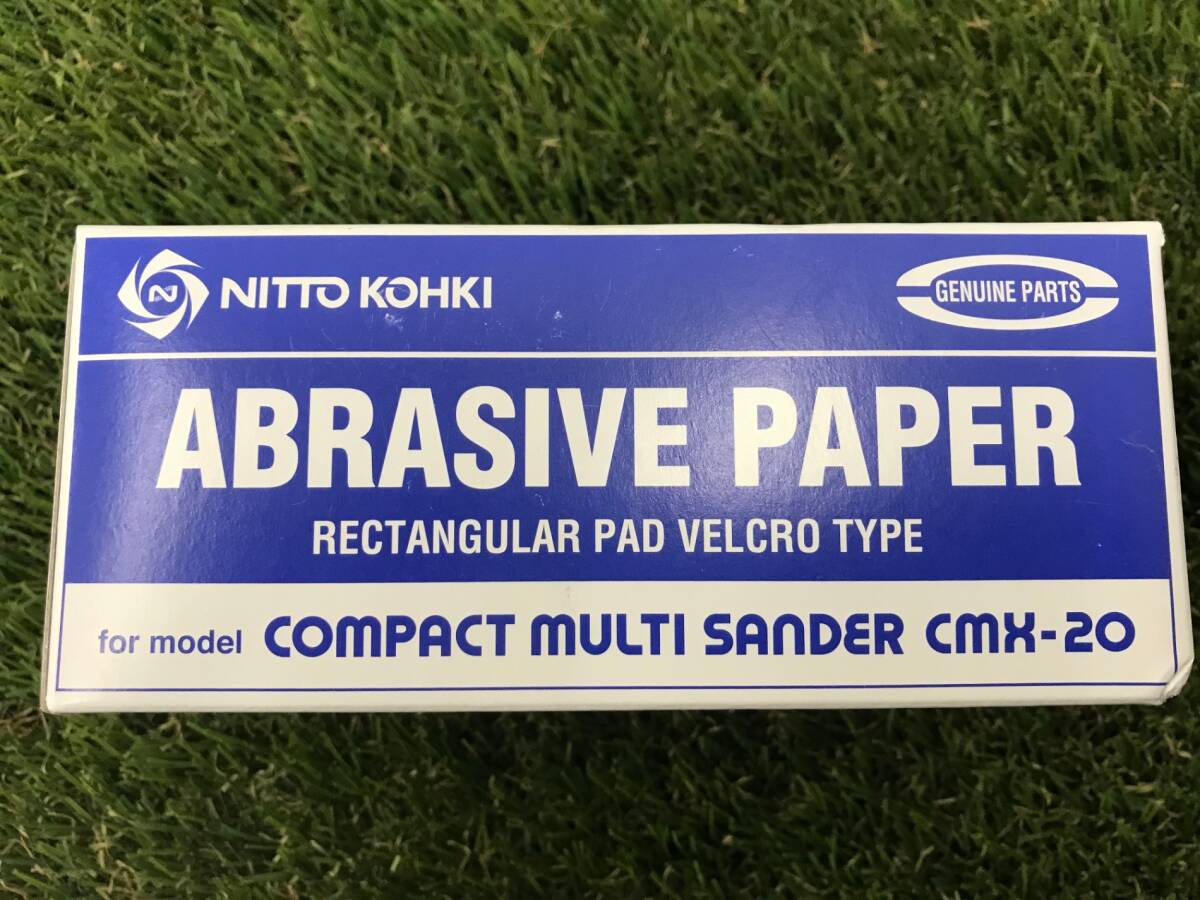 N NITTO KOHKI
GENUINE PARTS
ABRASIVE PAPER
RECTANGULAR PAD VELCRO TYPE
for model COMPACT MULTI SANDER CMX-20